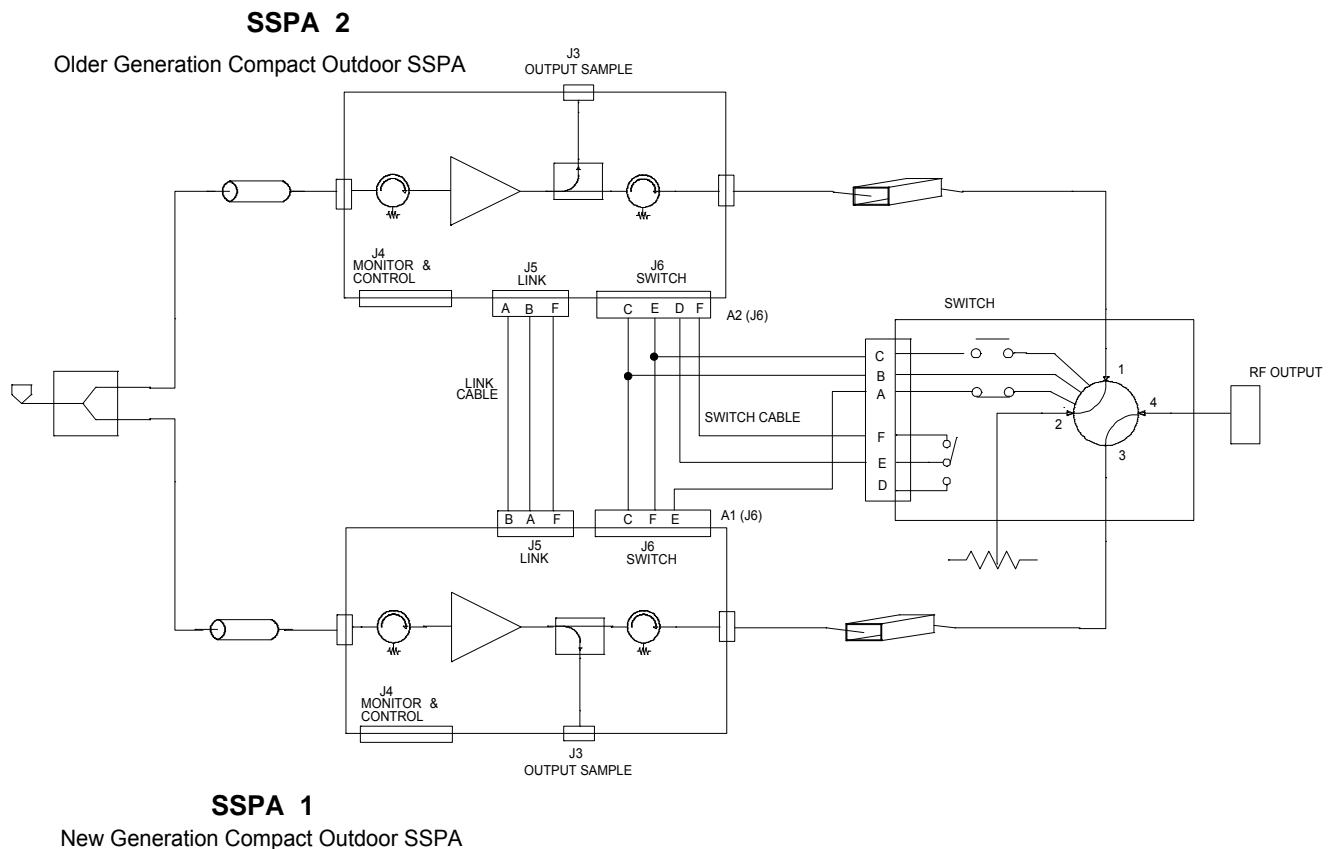 SSPA 2
Older Generation Compact Outdoor SSPA
J3
OUTPUT SAMPLE
J4
MONITOR &
CONTROL
J5
LINK
J6
SWITCH
A B F
C E D F
A2 (J6)
SWITCH
C
B
A
F
E
D
1
2
3
4
RF OUTPUT
LINK
CABLE
SWITCH CABLE
B A F
C F E
A1 (J6)
J5
LINK
J6
SWITCH
J4
MONITOR &
CONTROL
J3
OUTPUT SAMPLE
SSPA 1
New Generation Compact Outdoor SSPA